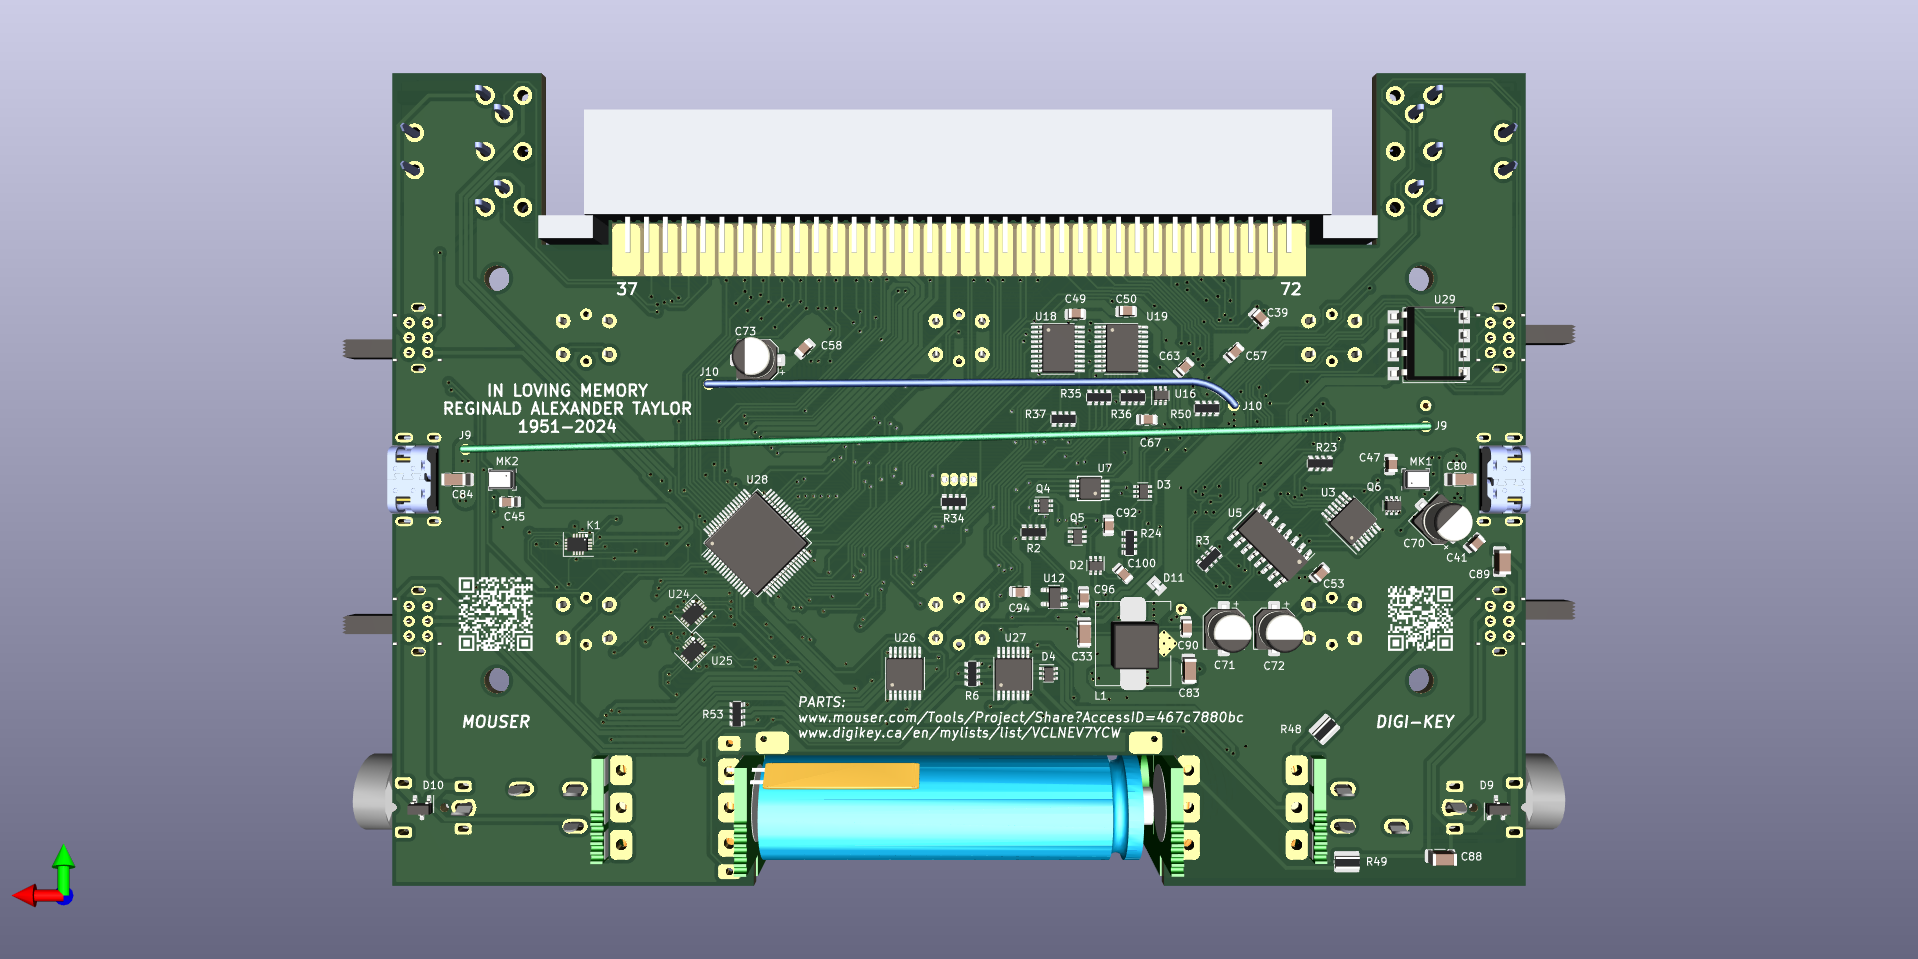 37
72
U29
C49
C50
C39
U18
U19
C73
C58
C63
C57
J10
IN LOVING MEMORY
REGINALD ALEXANDER TAYLOR
1951-2024
R35
R36
U16
R50
J10
R37
C67
J9
J9
MK2
R23
C47
MK1
C80
C84
U28
U7
D3
Q4
Q6
U3
C45
R34
Q5
C92
U5
K1
R2
R24
R3
C70
C41
D2
C100
C89
D11
C53
U12
C96
U24
C94
U25
U26
U27
C33
C90
C71
C72
D4
R6
L1
C83
PARTS:
www.mouser.com/Tools/Project/Share?AccessID=467c7880bc
www.digikey.ca/en/mylists/list/VCLNEV7YCW
R53
MOUSER
DIGI-KEY
R48
D10
D9
R49
C88